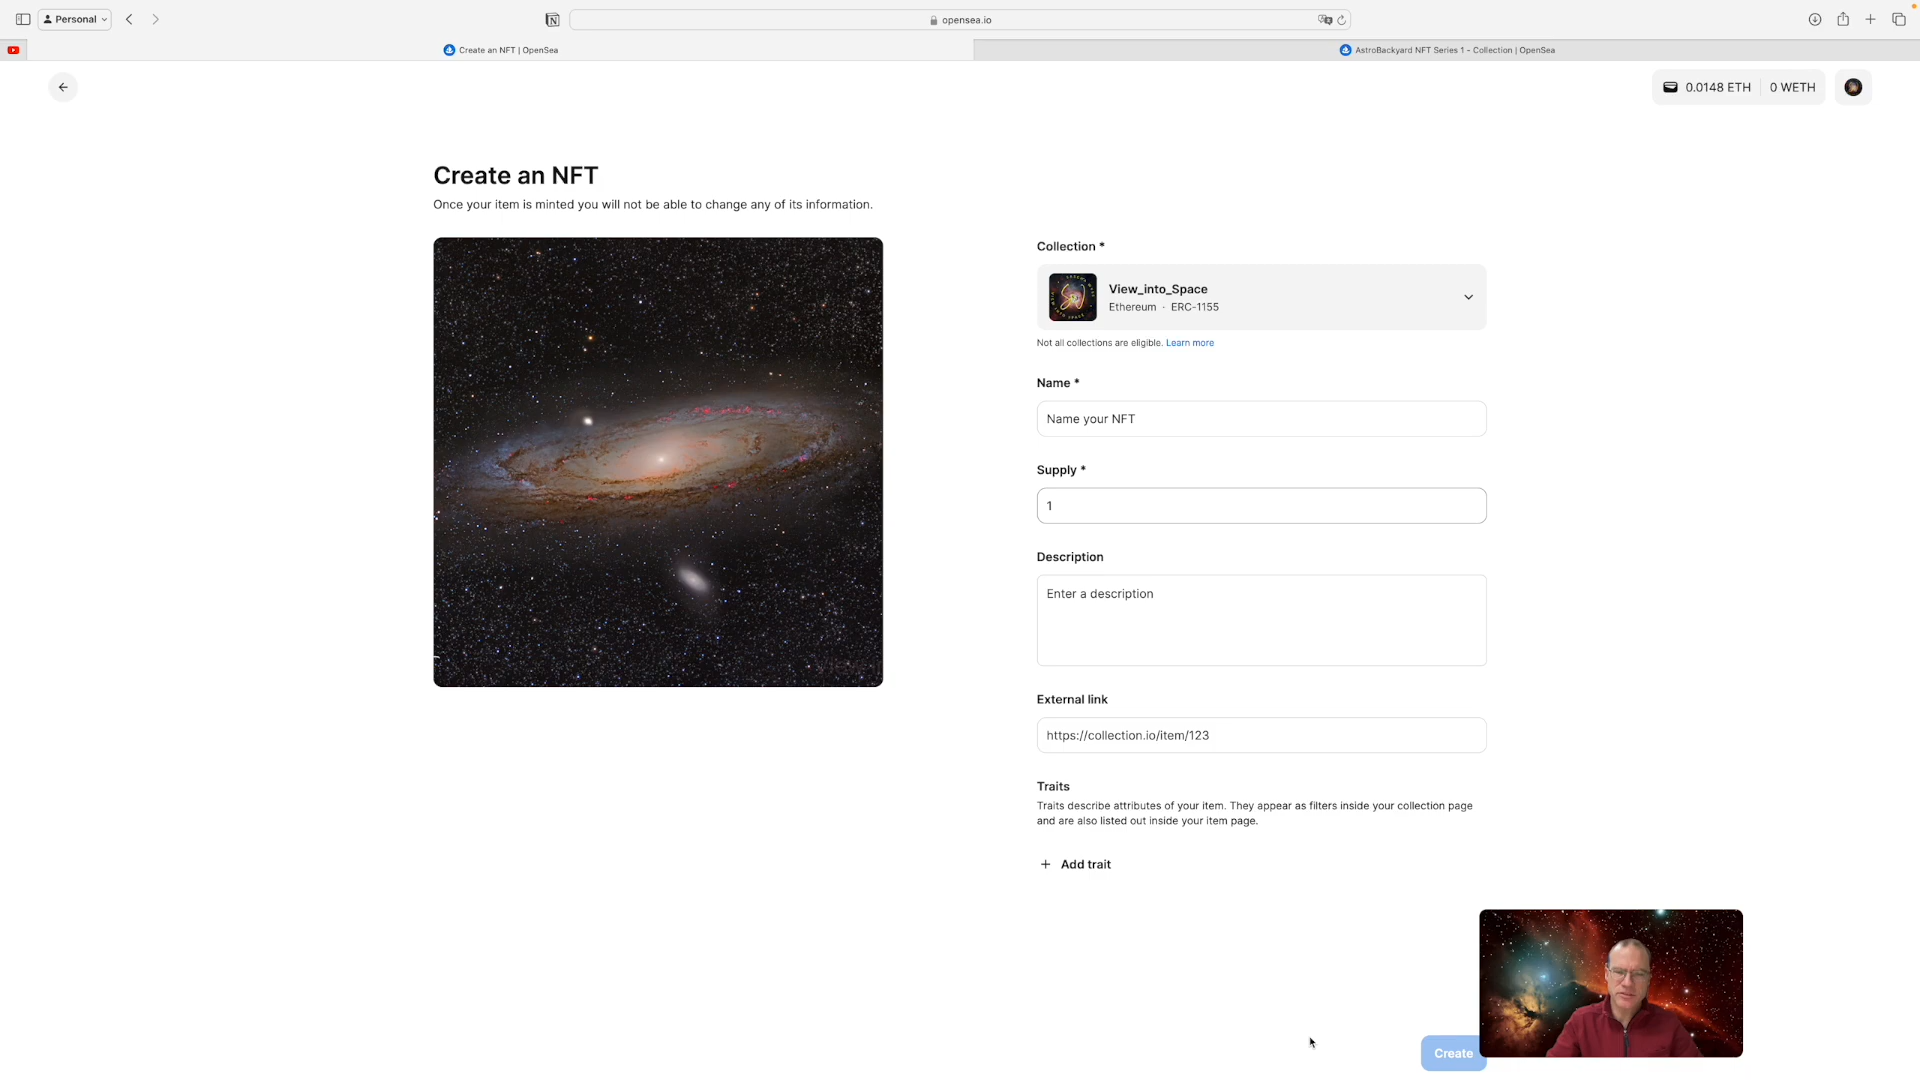 Personal
opensea.io
Create an NFT | OpenSea
AstroBackyard NFT Series 1 - Collection | OpenSea
0.0148 ETH
0 WETH
Create an NFT
Once your item is minted you will not be able to change any of its information.
Collection *
View_into_Space
Ethereum · ERC-1155
Not all collections are eligible. Learn more
Name *
Name your NFT
Supply *
1
Description
Enter a description
External link
https://collection.io/item/123
Traits
Traits describe attributes of your item. They appear as filters inside your collection page
and are also listed out inside your item page.
+ Add trait
Create